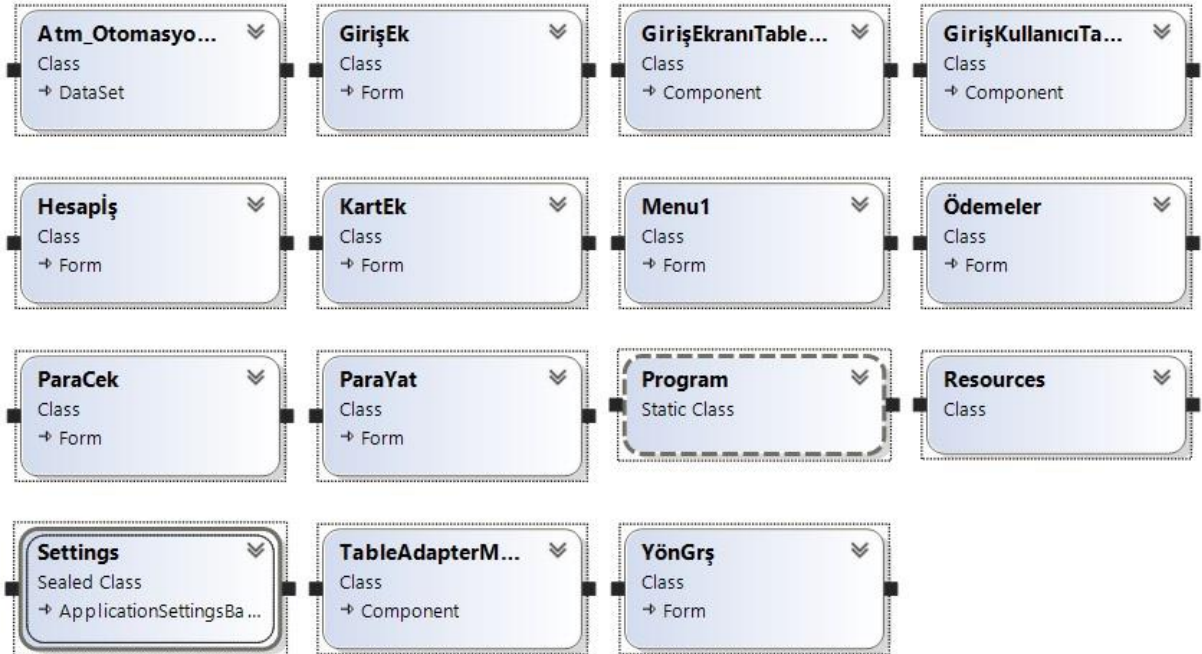 Atm_Otomasyo...
Class
DataSet
GirişEk
Class
Form
GirişEkranıTable...
Class
Component
GirişKullanıcıTa...
Class
Component
Hesapİş
Class
Form
KartEk
Class
Form
Menu1
Class
Form
Ödemeler
Class
Form
ParaCek
Class
Form
ParaYat
Class
Form
Program
Static Class
Resources
Class
Settings
Sealed Class
ApplicationSettingsBa...
TableAdapterM...
Class
Component
YönGrş
Class
Form